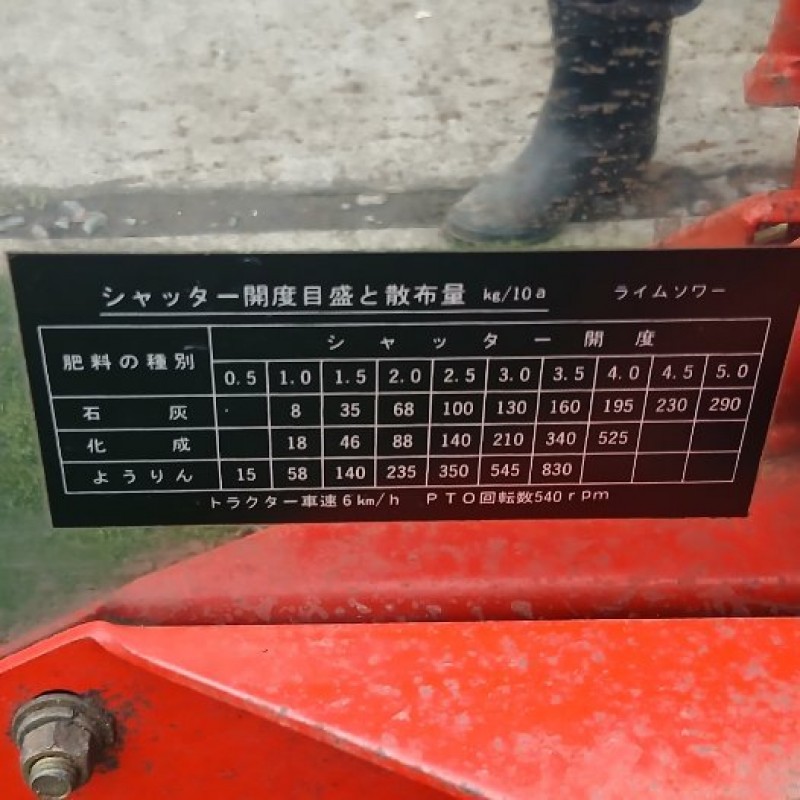 シャッター開度目盛と散布量 kg/10a ライムソワー
肥料の種別 シャッター開度
0.5 1.0 1.5 2.0 2.5 3.0 3.5 4.0 4.5 5.0
石灰 8 35 68 100 130 160 195 230 290
化成 18 46 88 140 210 340 525
ようりん 15 58 140 235 350 545 830
トラクター車速6km/h PTO回転数540rpm